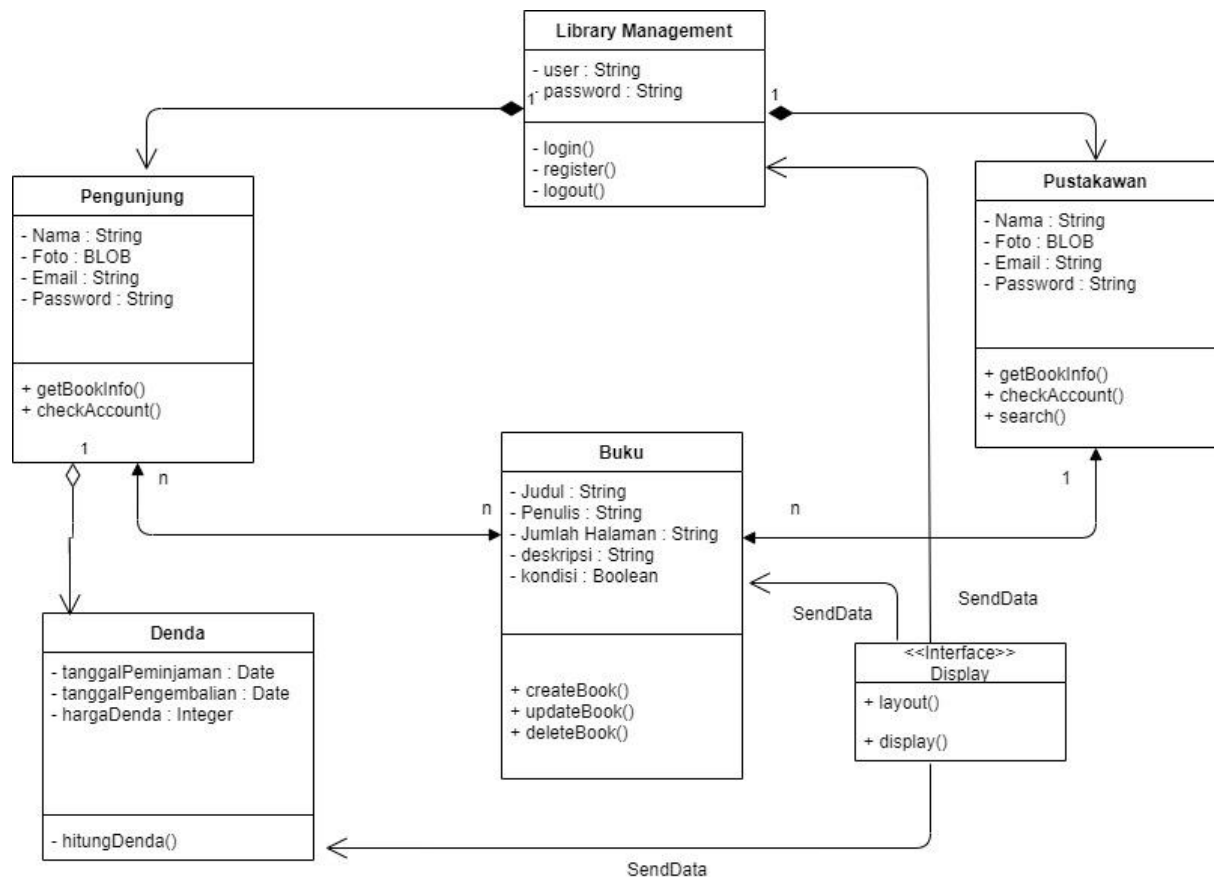 Library Management
- user : String
- password : String
- login()
- register()
- logout()
1
1
Pengunjung
- Nama : String
- Foto : BLOB
- Email : String
- Password : String
+ getBookInfo()
+ checkAccount()
1
n
Pustakawan
- Nama : String
- Foto : BLOB
- Email : String
- Password : String
+ getBookInfo()
+ checkAccount()
+ search()
1
Buku
- Judul : String
- Penulis : String
- Jumlah Halaman : String
- deskripsi : String
- kondisi : Boolean
+ createBook()
+ updateBook()
+ deleteBook()
n
n
SendData
SendData
<<Interface>>
Display
+ layout()
+ display()
Denda
- tanggalPeminjaman : Date
- tanggalPengembalian : Date
- hargaDenda : Integer
- hitungDenda()
SendData